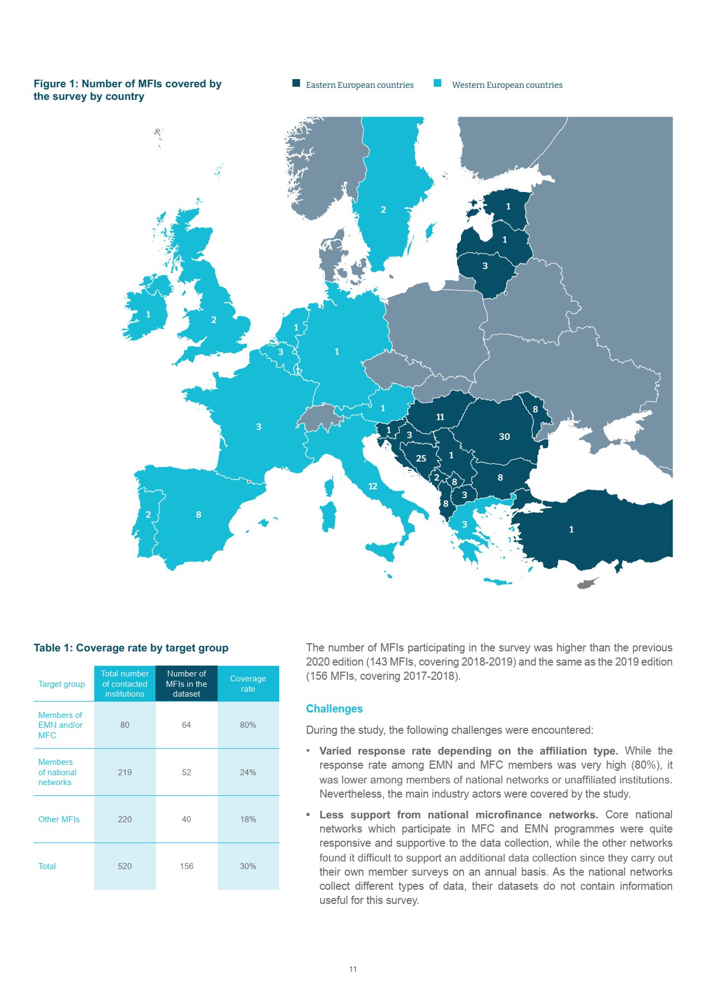 Figure 1: Number of MFIs covered by
the survey by country
Eastern European countries
Western European countries
2
1
1
3
1
2
1
3
1
1
1
8
11
3
1
3
30
25
1
2
8
8
12
3
8
2
8
3
1
Table 1: Coverage rate by target group
Target group
Total number
of contacted
institutions
Number of
MFIs in the
dataset
Coverage
rate
Members of
EMN and/or
MFC
80
64
80%
Members
of national
networks
219
52
24%
Other MFIs
220
40
18%
Total
520
156
30%
The number of MFIs participating in the survey was higher than the previous
2020 edition (143 MFIs, covering 2018-2019) and the same as the 2019 edition
(156 MFIs, covering 2017-2018).
Challenges
During the study, the following challenges were encountered:
• Varied response rate depending on the affiliation type. While the
response rate among EMN and MFC members was very high (80%), it
was lower among members of national networks or unaffiliated institutions.
Nevertheless, the main industry actors were covered by the study.
• Less support from national microfinance networks. Core national
networks which participate in MFC and EMN programmes were quite
responsive and supportive to the data collection, while the other networks
found it difficult to support an additional data collection since they carry out
their own member surveys on an annual basis. As the national networks
collect different types of data, their datasets do not contain information
useful for this survey.
11